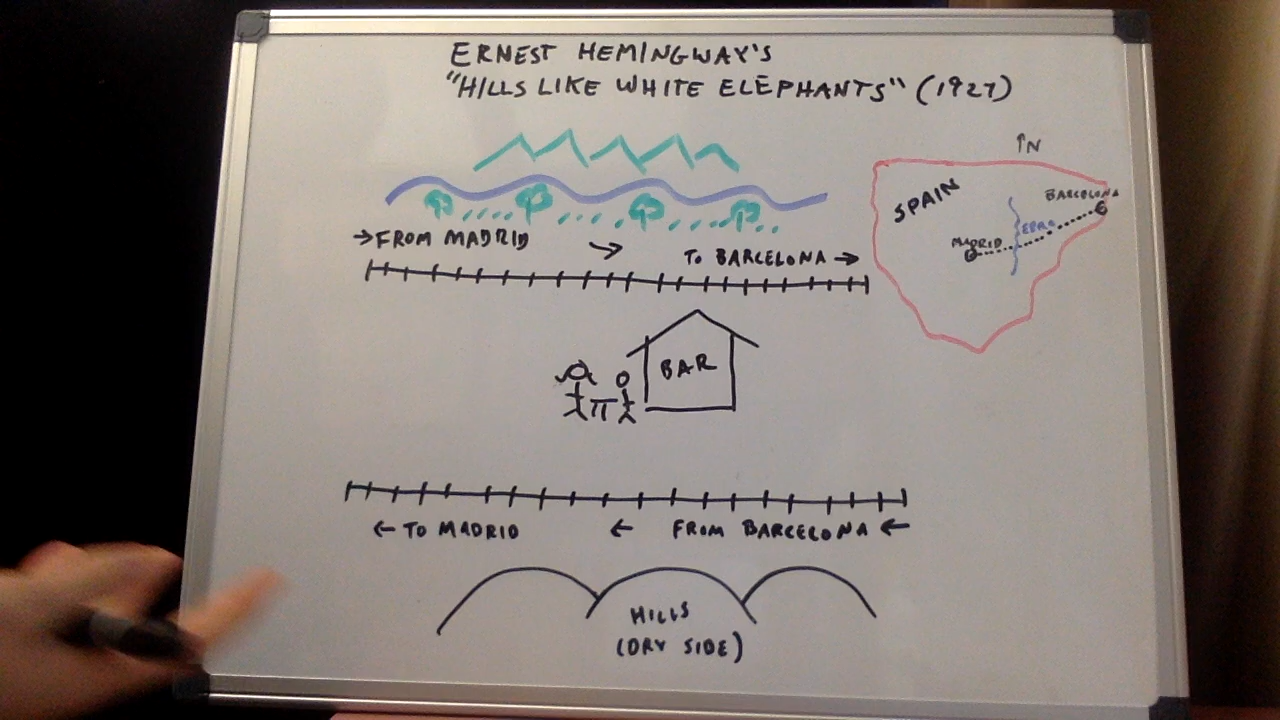 ERNEST HEMINGWAY'S
"HILLS LIKE WHITE ELEPHANTS" (1927)
↑N
SPAIN
BARCELONA
EBRO
MADRID
→FROM MADRID → TO BARCELONA →
BAR
← TO MADRID ← FROM BARCELONA ←
HILLS
(DRY SIDE)